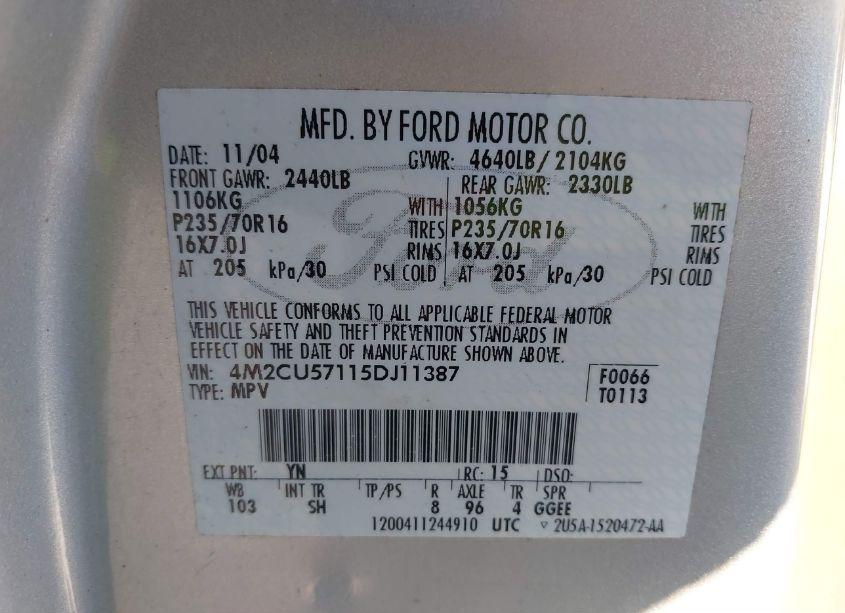 MFD. BY FORD MOTOR CO.
DATE: 11/04 GVWR: 4640LB/ 2104KG
FRONT GAWR: 2440LB REAR GAWR: 2330LB
1106KG WITH 1056KG WITH
P235/70R16 TIRES P235/70R16 TIRES
16X7.0J RIMS 16X7.0J RIMS
AT 205 kPa/30 PSI COLD AT 205 kPa/30 PSI COLD
Ford
THIS VEHICLE CONFORMS TO ALL APPLICABLE FEDERAL MOTOR
VEHICLE SAFETY AND THEFT PREVENTION STANDARDS IN
EFFECT ON THE DATE OF MANUFACTURE SHOWN ABOVE.
VIN: 4M2CU57115DJ11387 F0066
TYPE: MPV T0113
EXT PNT: YN RC: 15 DSO:
WB INT TR TP/PS R AXLE TR SPR
103 SH 8 96 4 GGEE
1200411244910 UTC ▽ 2U5A-1520472-AA